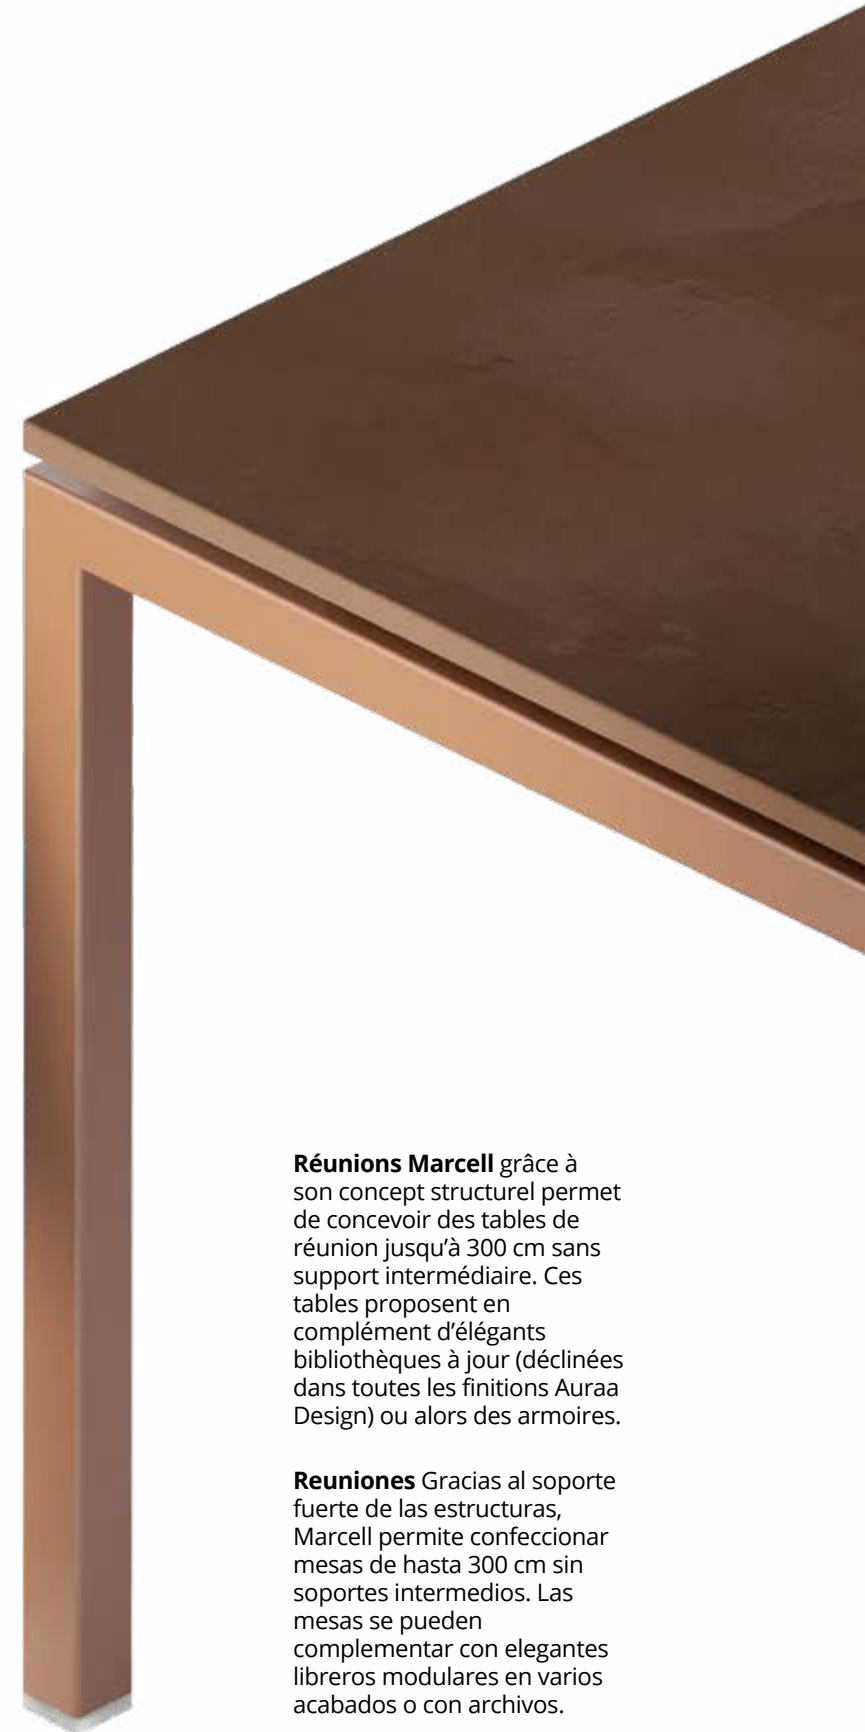 Réunions Marcell grâce à
son concept structurel permet
de concevoir des tables de
réunion jusqu’à 300 cm sans
support intermédiaire. Ces
tables proposent en
complément d’élégants
bibliothèques à jour (déclinées
dans toutes les finitions Auraa
Design) ou alors des armoires.
Reuniones Gracias al soporte
fuerte de las estructuras,
Marcell permite confeccionar
mesas de hasta 300 cm sin
soportes intermedios. Las
mesas se pueden
complementar con elegantes
libreros modulares en varios
acabados o con archivos.